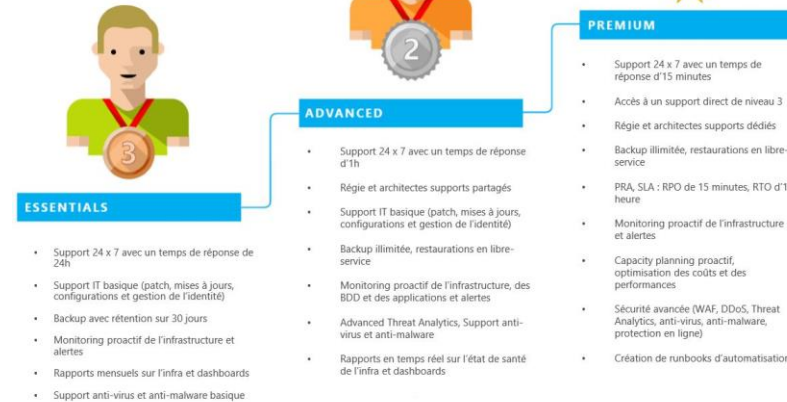 3
ESSENTIALS
• Support 24 x 7 avec un temps de réponse de
24h
• Support IT basique (patch, mises à jours,
configurations et gestion de l'identité)
• Backup avec rétention sur 30 jours
• Monitoring proactif de l'infrastructure et
alertes
• Rapports mensuels sur l'infra et dashboards
• Support anti-virus et anti-malware basique
2
ADVANCED
• Support 24 x 7 avec un temps de réponse
d'1h
• Régie et architectes supports partagés
• Support IT basique (patch, mises à jours,
configurations et gestion de l'identité)
• Backup illimitée, restaurations en libre-
service
• Monitoring proactif de l'infrastructure, des
BDD et des applications et alertes
• Advanced Threat Analytics, Support anti-
virus et anti-malware
• Rapports en temps réel sur l'état de santé
de l'infra et dashboards
PREMIUM
• Support 24 x 7 avec un temps de
réponse d'15 minutes
• Accès à un support direct de niveau 3
• Régie et architectes supports dédiés
• Backup illimitée, restaurations en libre-
service
• PRA, SLA : RPO de 15 minutes, RTO d'1
heure
• Monitoring proactif de l'infrastructure
et alertes
• Capacity planning proactif,
optimisation des coûts et des
performances
• Sécurité avancée (WAF, DDoS, Threat
Analytics, anti-virus, anti-malware,
protection en ligne)
• Création de runbooks d'automatisation